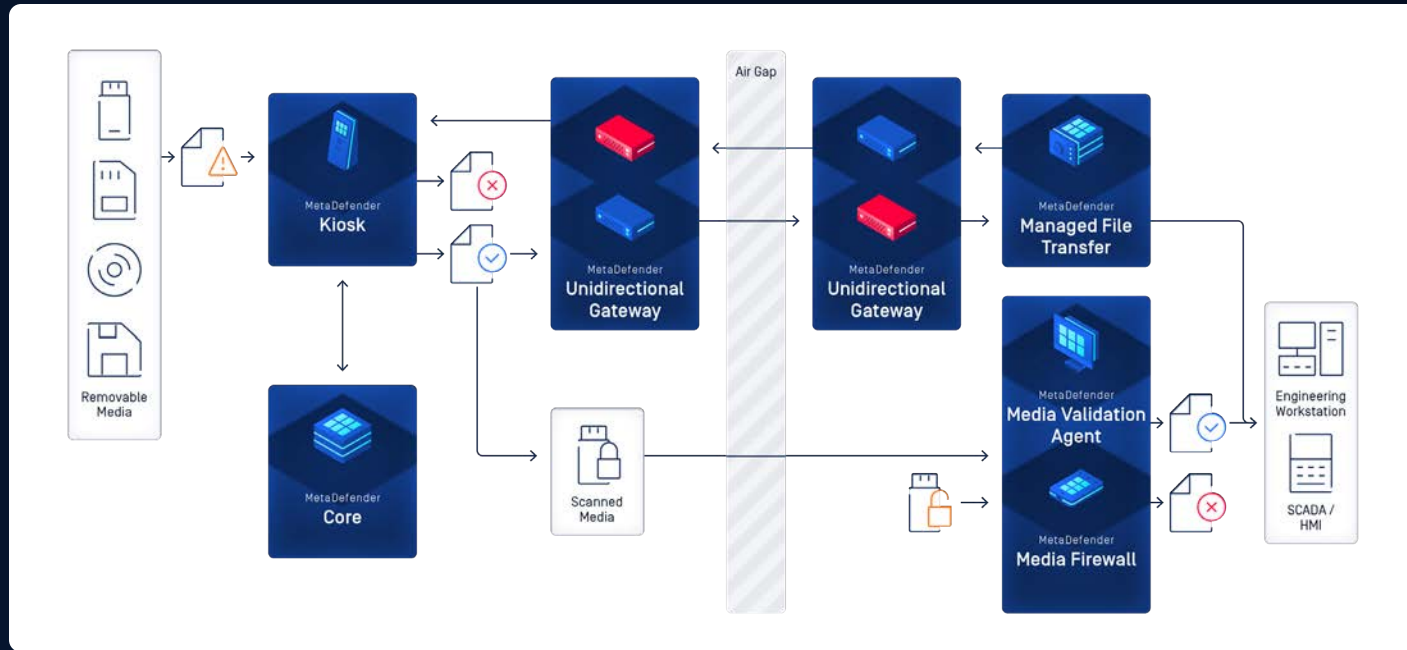 Removable
Media
MetaDefender
Kiosk
MetaDefender
Core
MetaDefender
Unidirectional
Gateway
Scanned
Media
Air Gap
MetaDefender
Unidirectional
Gateway
MetaDefender
Managed File
Transfer
MetaDefender
Media Validation
Agent
MetaDefender
Media Firewall
Engineering
Workstation
SCADA /
HMI